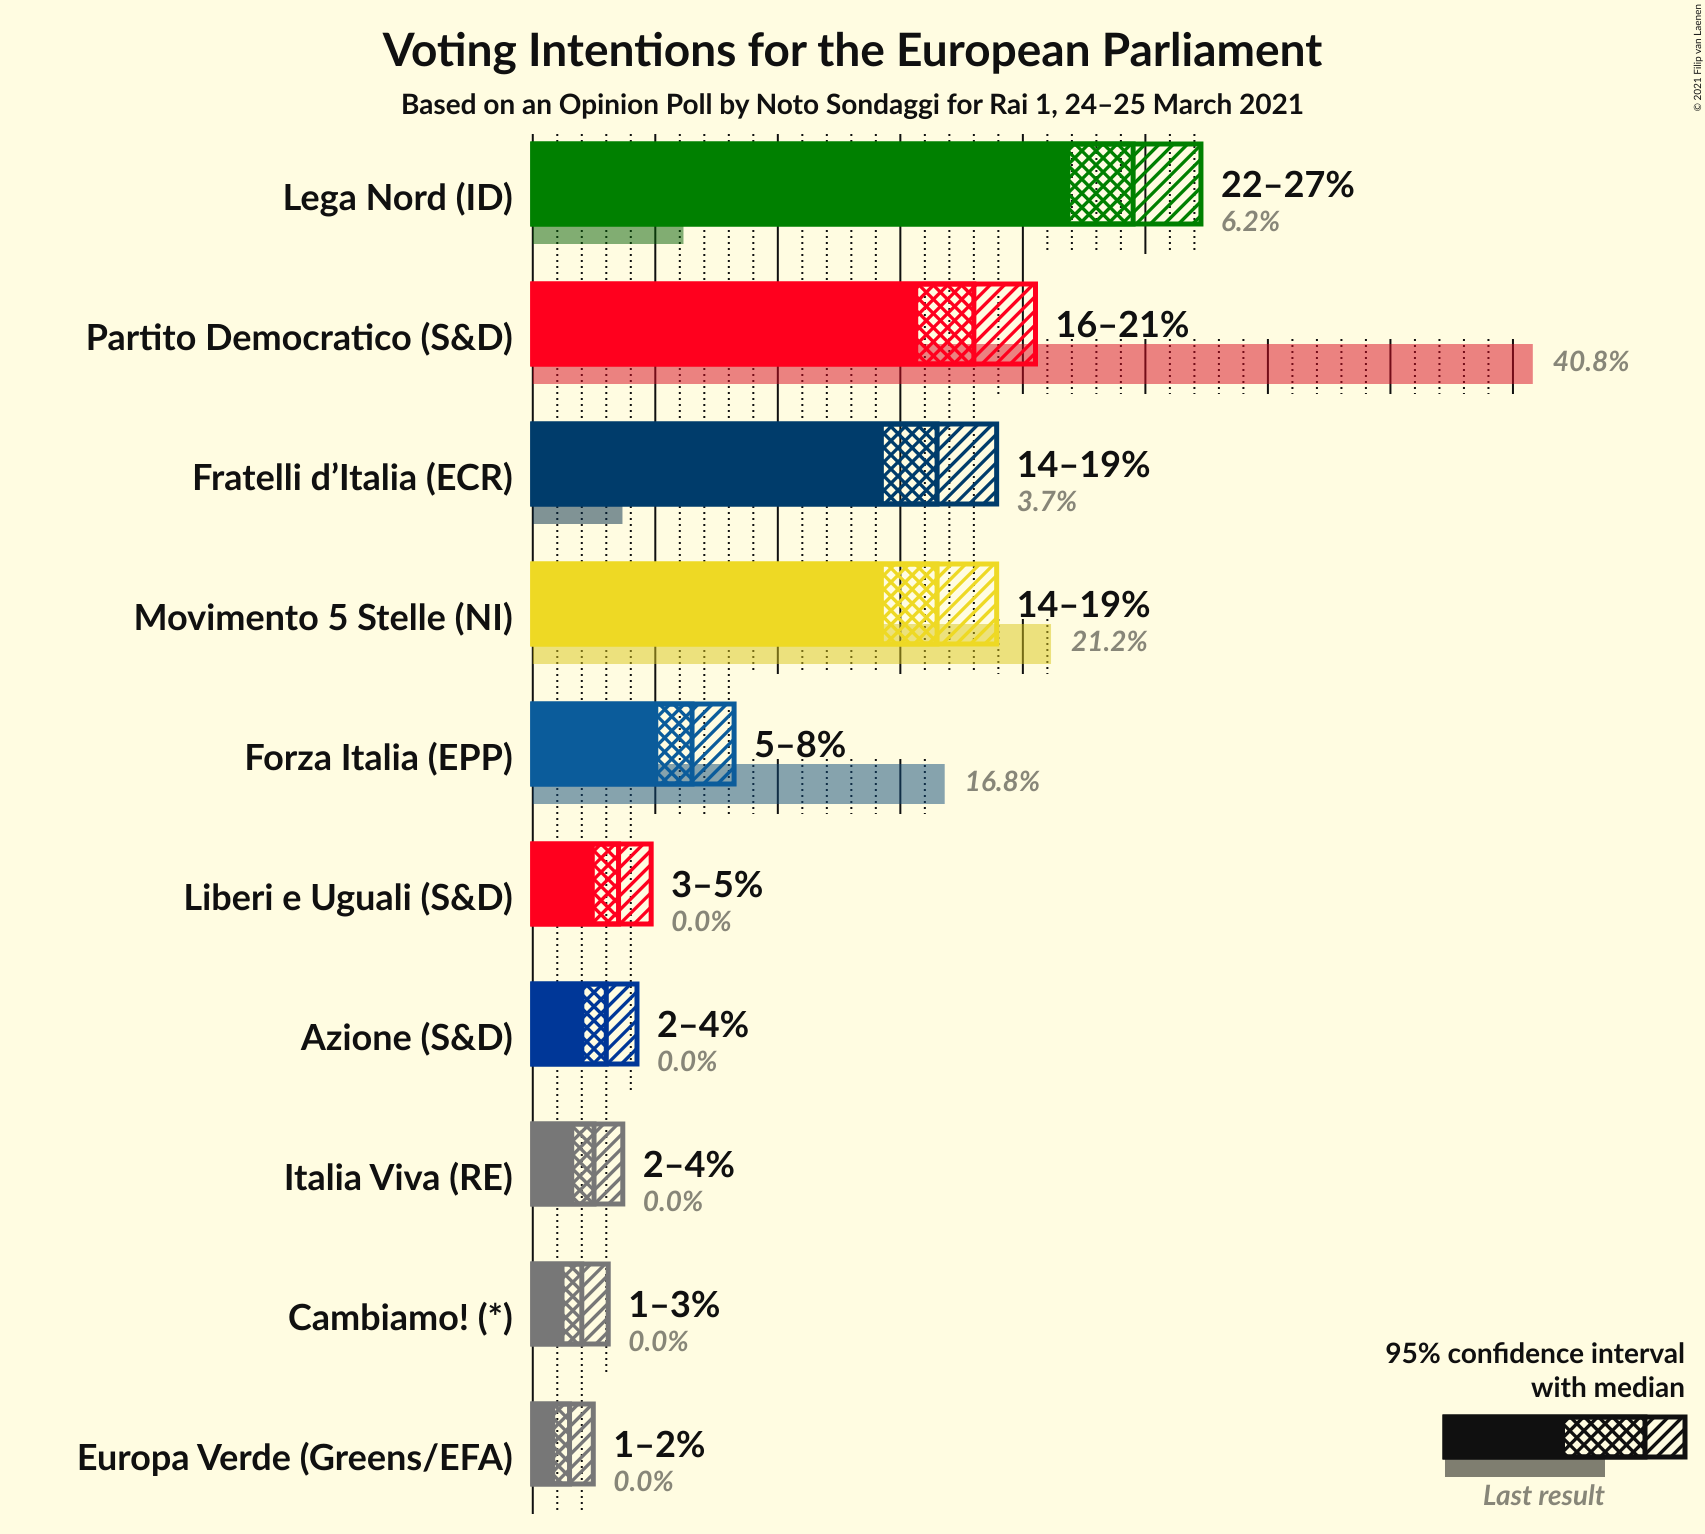 Voting Intentions for the European Parliament
Based on an Opinion Poll by Noto Sondaggi for Rai 1, 24–25 March 2021
© 2021 Filip van Laenen
Lega Nord (ID)
22–27%
6.2%
Partito Democratico (S&D)
16–21%
40.8%
Fratelli d’Italia (ECR)
14–19%
3.7%
Movimento 5 Stelle (NI)
14–19%
21.2%
Forza Italia (EPP)
5–8%
16.8%
Liberi e Uguali (S&D)
3–5%
0.0%
Azione (S&D)
2–4%
0.0%
Italia Viva (RE)
2–4%
0.0%
Cambiamo! (*)
1–3%
0.0%
Europa Verde (Greens/EFA)
1–2%
0.0%
95% confidence interval
with median
Last result